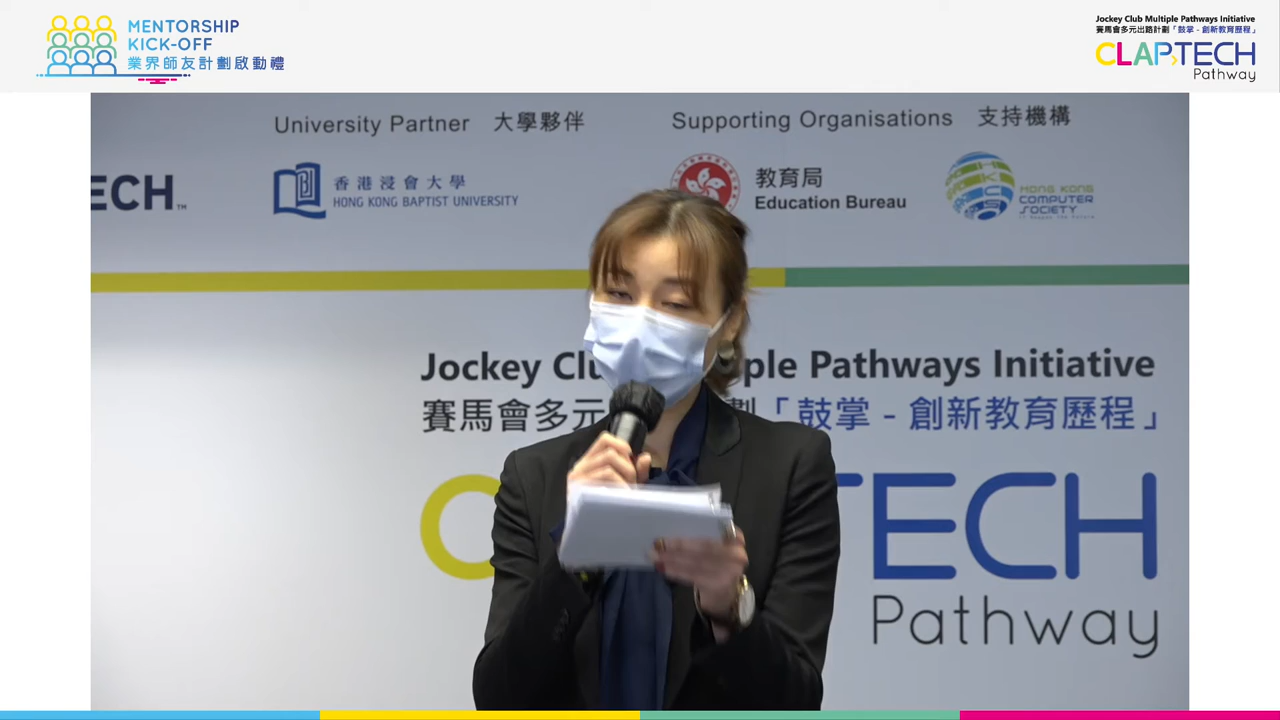 MENTORSHIP
KICK-OFF
業界師友計劃啟動禮
Jockey Club Multiple Pathways Initiative
賽馬會多元出路計劃「鼓掌 - 創新教育歷程」
CLAP>TECH
Pathway
University Partner 大學夥伴
Supporting Organisations 支持機構
ECH™
香港浸會大學
HONG KONG BAPTIST UNIVERSITY
教育局
Education Bureau
HONG KONG
COMPUTER
SOCIETY
Jockey Clu ple Pathways Initiative
賽馬會多元 劃「鼓掌 - 創新教育歷程」
C TECH
Pathway